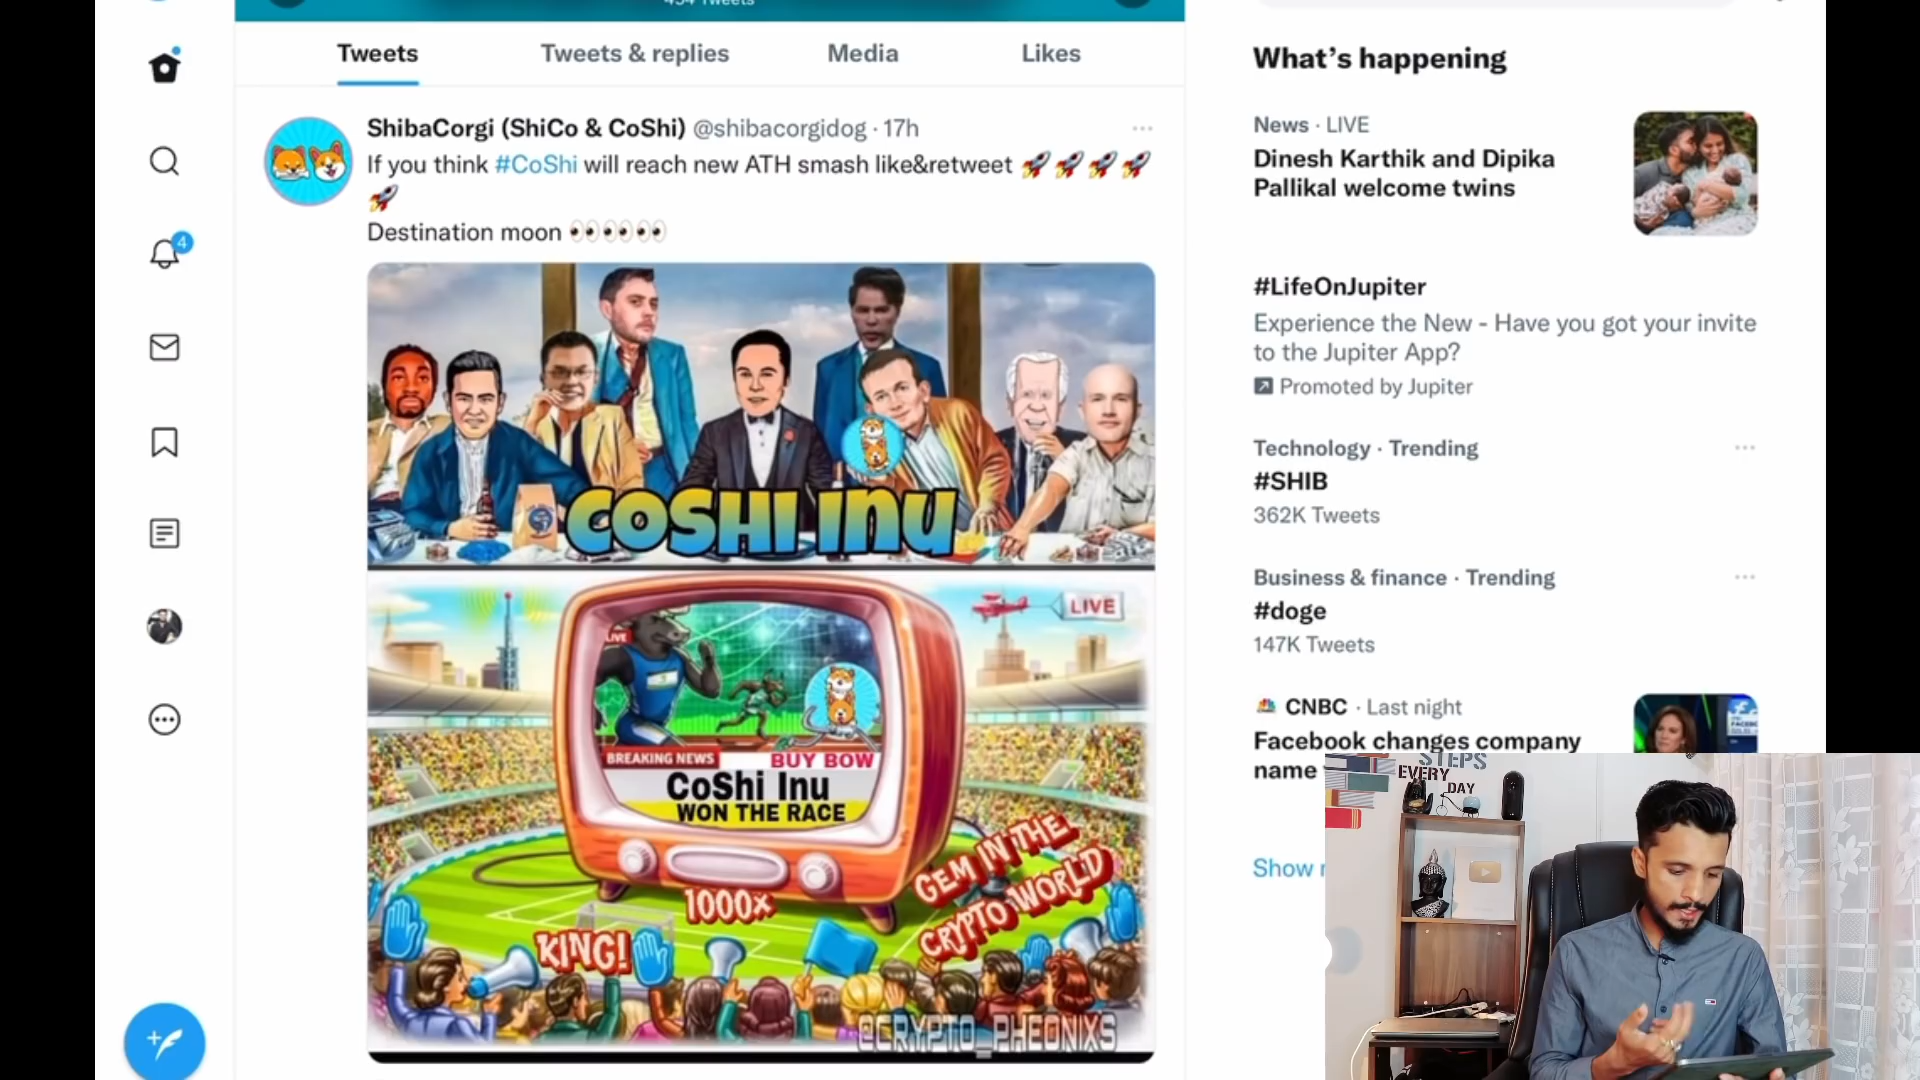 454 Tweets
Tweets
Tweets & replies
Media
Likes
ShibaCorgi (ShiCo & CoShi) @shibacorgidog · 17h
If you think #CoShi will reach new ATH smash like&retweet 🚀🚀🚀🚀
🚀
Destination moon 👀👀👀
COSHI INU
LIVE
LIVE
BREAKING NEWS
BUY BOW
CoShi Inu
WON THE RACE
1000x
KING!
GEM IN THE
CRYPTO WORLD
@CRYPTO_PHEONIXS
4
What's happening
News · LIVE
Dinesh Karthik and Dipika
Pallikal welcome twins
#LifeOnJupiter
Experience the New - Have you got your invite
to the Jupiter App?
Promoted by Jupiter
Technology · Trending
#SHIB
362K Tweets
Business & finance · Trending
#doge
147K Tweets
CNBC · Last night
Facebook changes company
name
Show
STEPS
EVERY
DAY